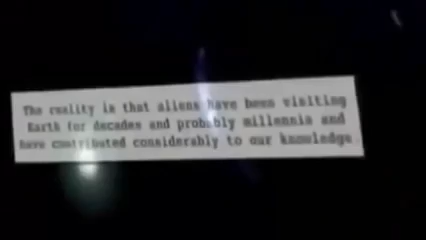 The reality is that aliens have been visiting
Earth for decades and probably millennia and
have contributed considerably to our knowledge